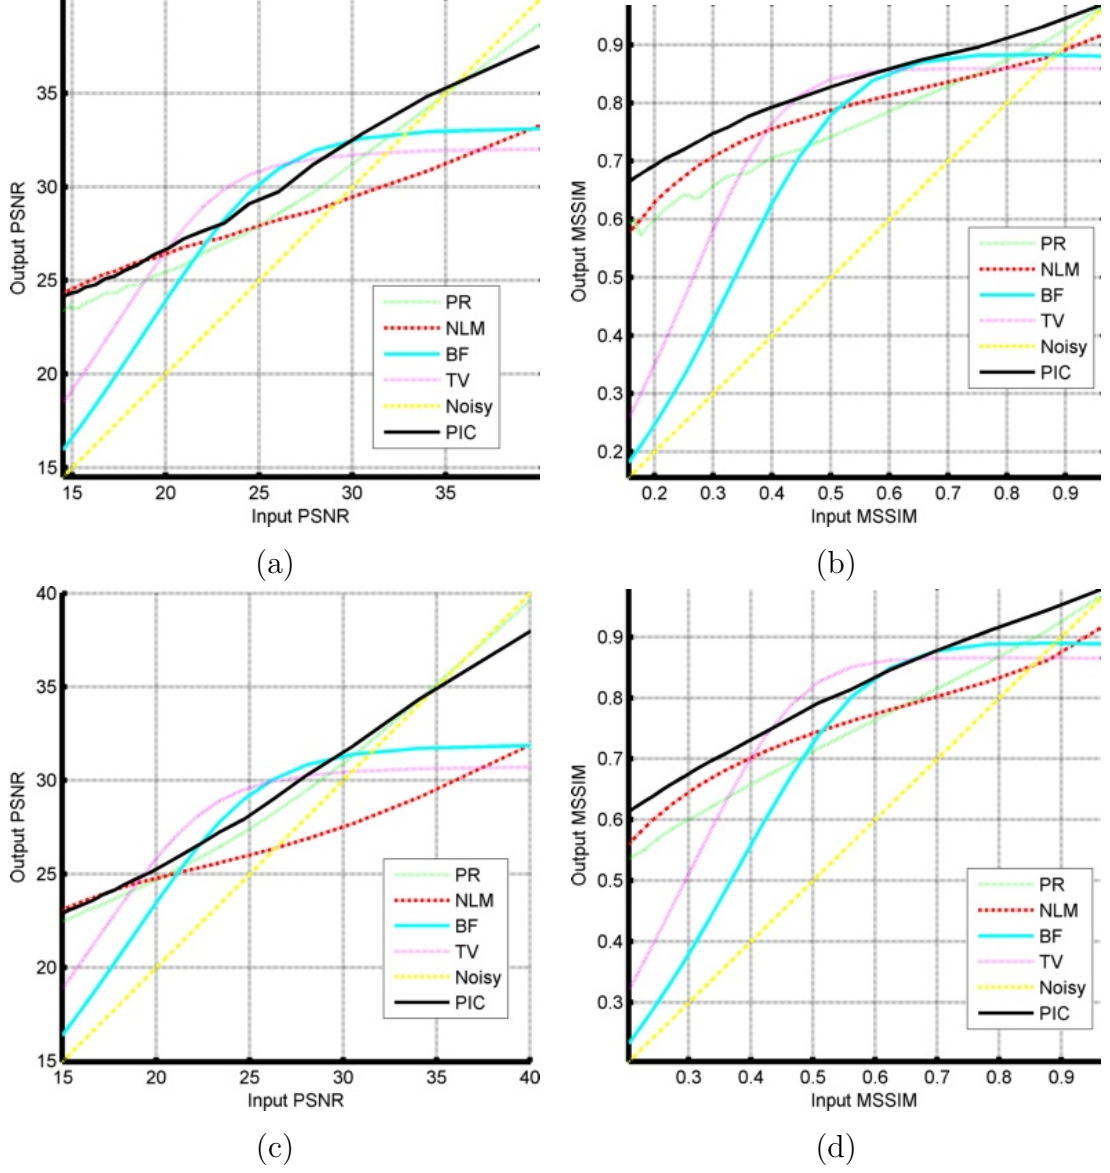 Output PSNR
35
30
25
20
15
15 20 25 30 35
Input PSNR
PR
NLM
BF
TV
Noisy
PIC
(a)
Output MSSIM
0.9
0.8
0.7
0.6
0.5
0.4
0.3
0.2
0.2 0.3 0.4 0.5 0.6 0.7 0.8 0.9
Input MSSIM
PR
NLM
BF
TV
Noisy
PIC
(b)
Output PSNR
40
35
30
25
20
15
15 20 25 30 35 40
Input PSNR
PR
NLM
BF
TV
Noisy
PIC
(c)
Output MSSIM
0.9
0.8
0.7
0.6
0.5
0.4
0.3
0.3 0.4 0.5 0.6 0.7 0.8 0.9
Input MSSIM
PR
NLM
BF
TV
Noisy
PIC
(d)